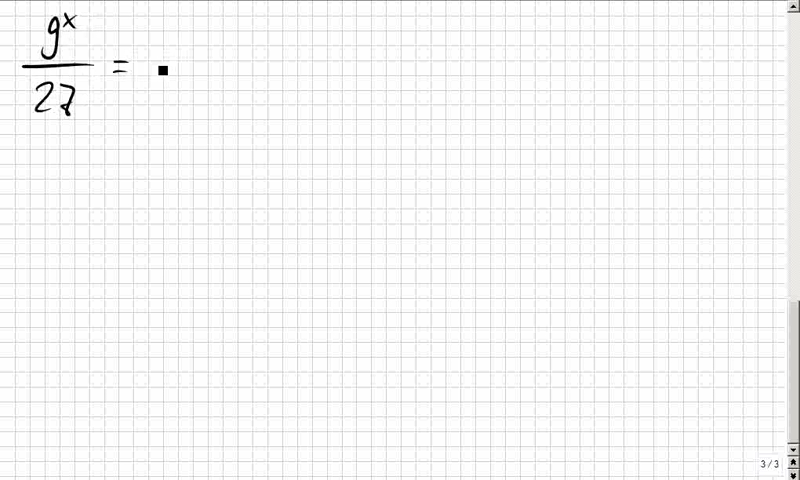 9^x
27 =
3 / 3